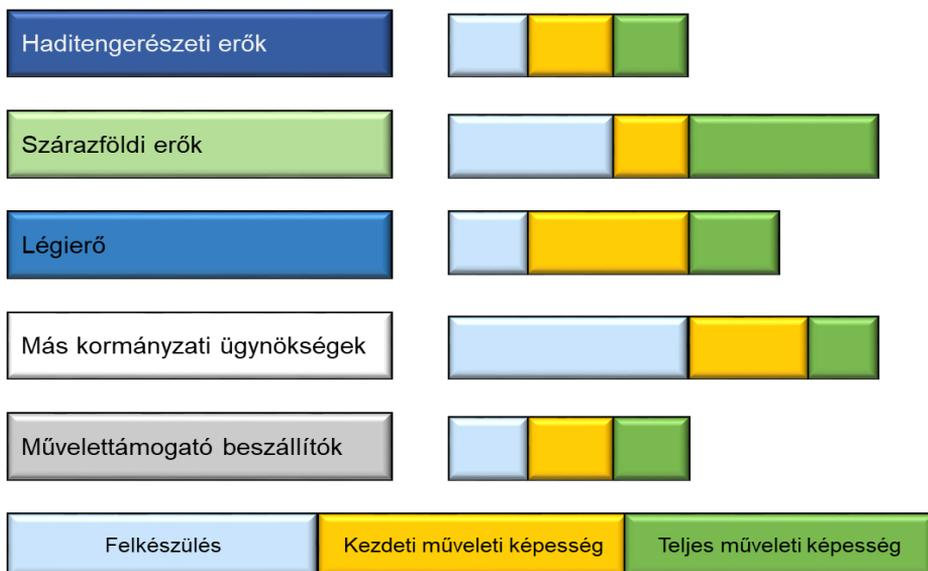 Haditengerészeti erők
Szárazföldi erők
Légierő
Más kormányzati ügynökségek
Művelettámogató beszállítók
Felkészülés
Kezdeti műveleti képesség
Teljes műveleti képesség